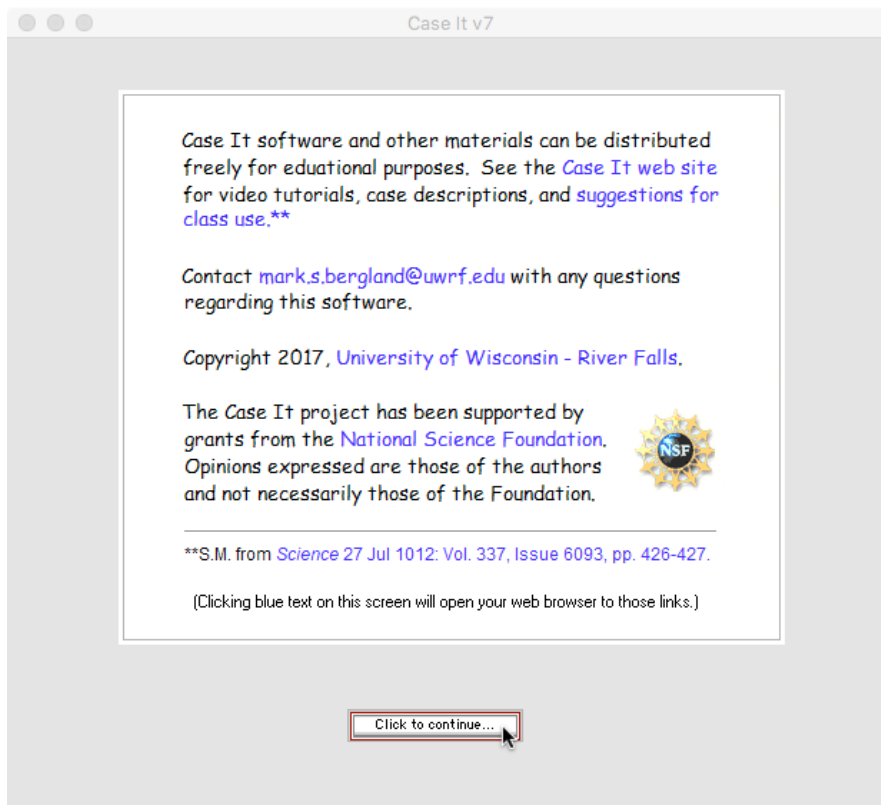 Case It v7
Case It software and other materials can be distributed
freely for eduational purposes. See the Case It web site
for video tutorials, case descriptions, and suggestions for
class use.**
Contact mark.s.bergland@uwrf.edu with any questions
regarding this software.
Copyright 2017, University of Wisconsin - River Falls.
The Case It project has been supported by
grants from the National Science Foundation.
Opinions expressed are those of the authors
and not necessarily those of the Foundation.
NSF
**S.M. from Science 27 Jul 1012: Vol. 337, Issue 6093, pp. 426-427.
(Clicking blue text on this screen will open your web browser to those links.)
Click to continue...